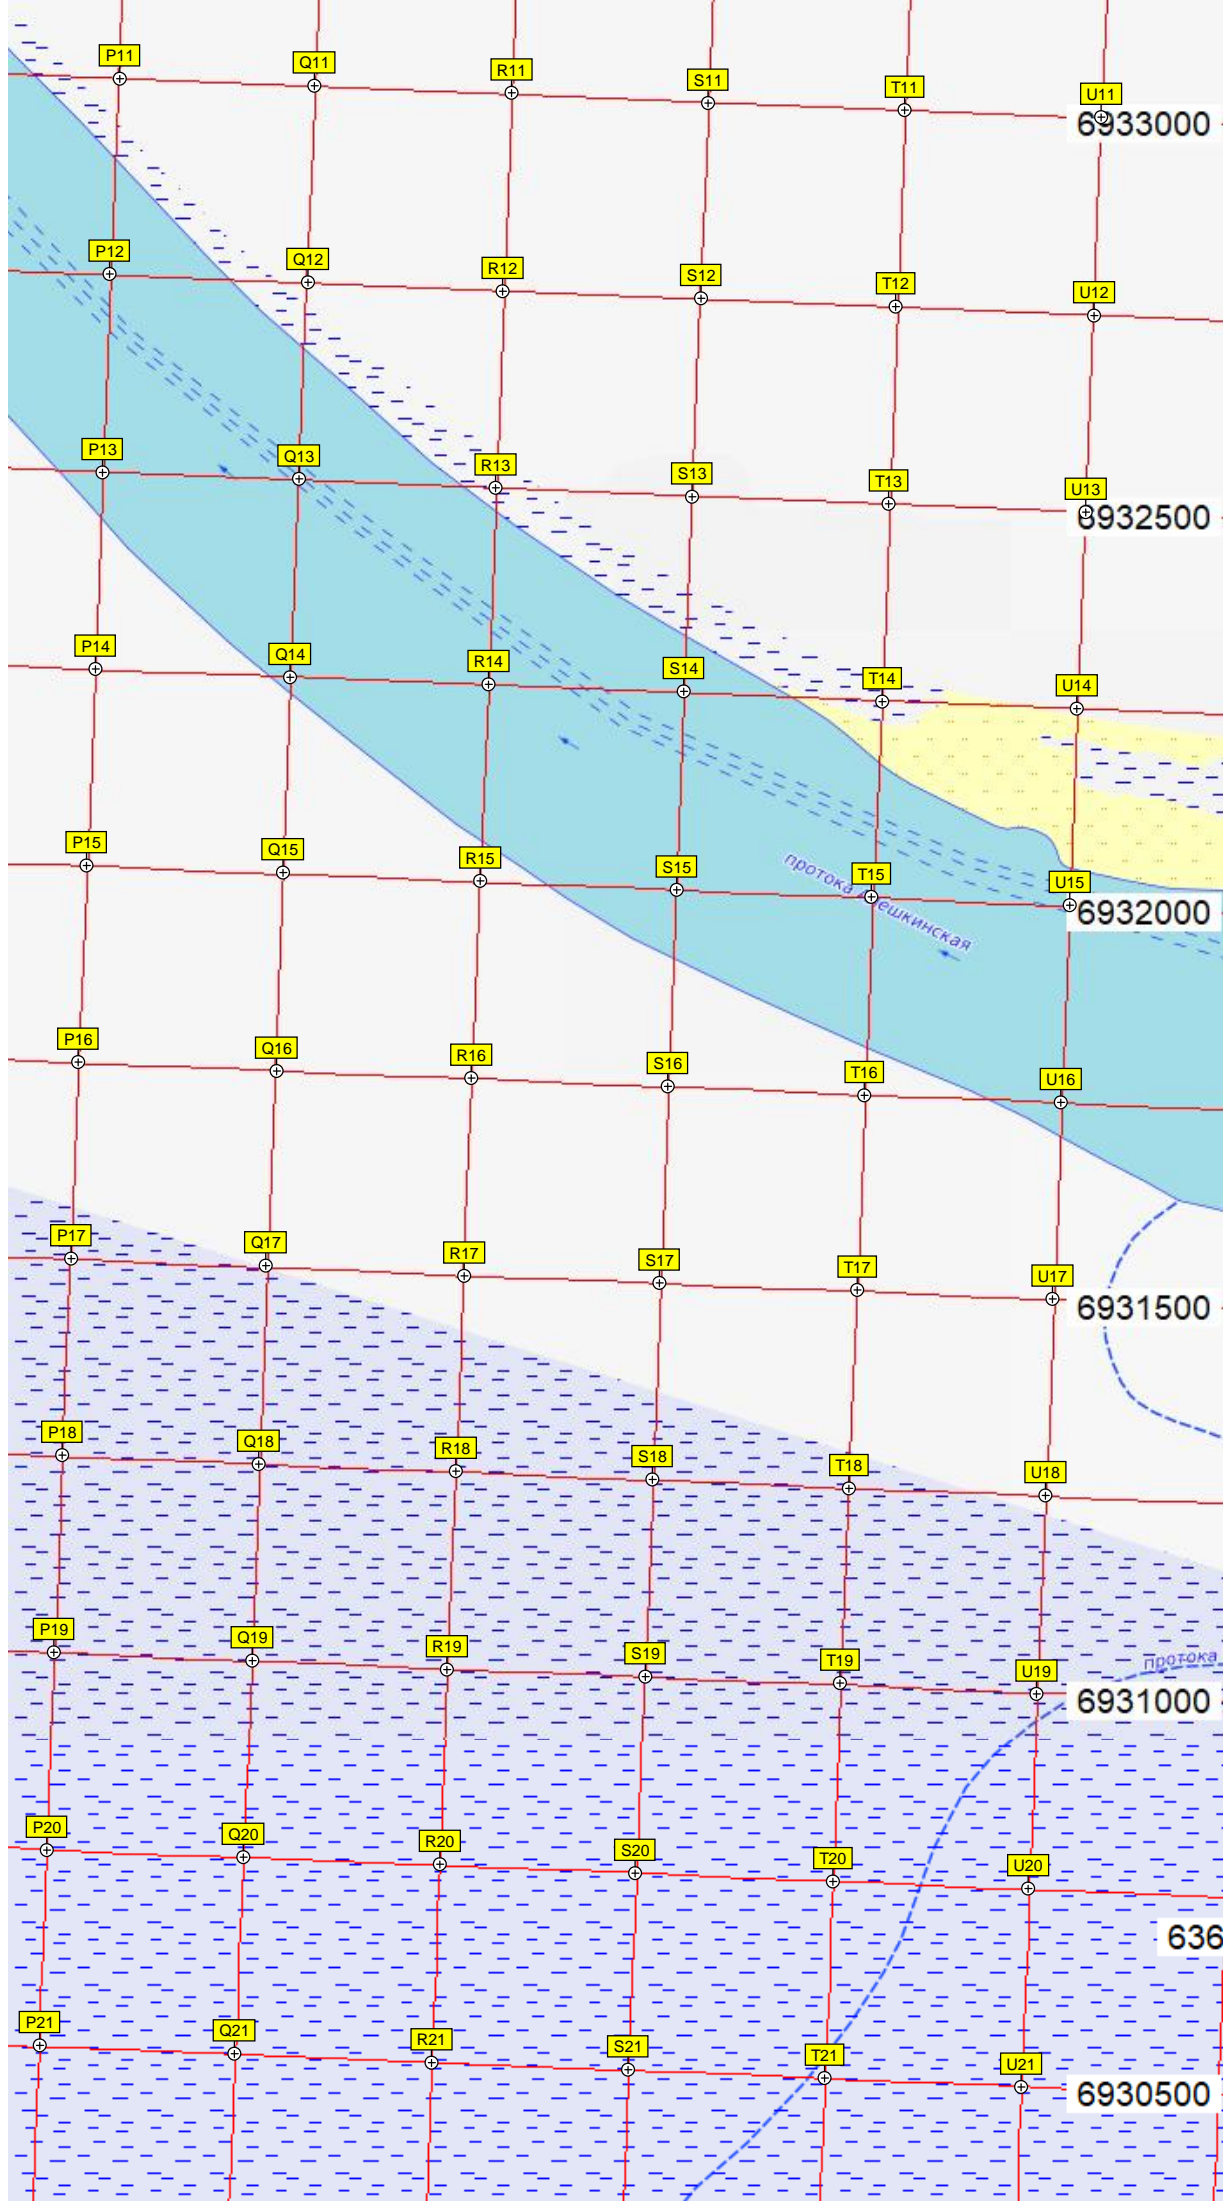 P11 Q11 R11 S11 T11 U11
6933000
P12 Q12 R12 S12 T12 U12
P13 Q13 R13 S13 T13 U13
6932500
P14 Q14 R14 S14 T14 U14
P15 Q15 R15 S15 T15 U15
протока
6932000
P16 Q16 R16 S16 T16 U16
P17 Q17 R17 S17 T17 U17
6931500
P18 Q18 R18 S18 T18 U18
P19 Q19 R19 S19 T19 U19
протока
6931000
P20 Q20 R20 S20 T20 U20
636
P21 Q21 R21 S21 T21 U21
6930500